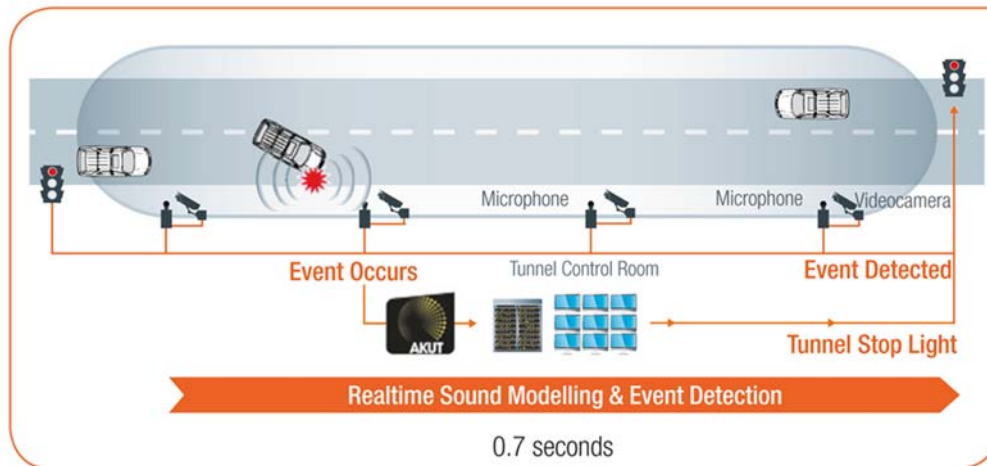 Microphone
Microphone
Videocamera
Event Occurs
Tunnel Control Room
Event Detected
AKUT
Tunnel Stop Light
Realtime Sound Modelling & Event Detection
0.7 seconds